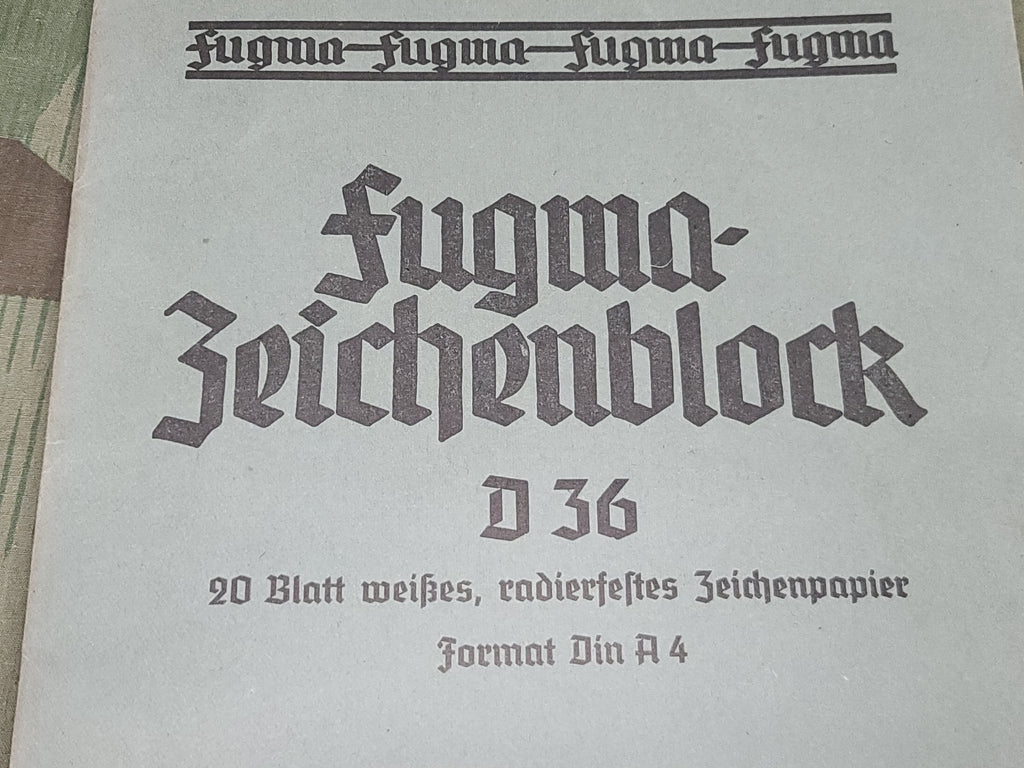 Fugma—Fugma—Fugma—Fugma
Fugma-
Zeichenblock
D 36
20 Blatt weißes, radierfeſtes Zeichenpapier
Format Din A 4